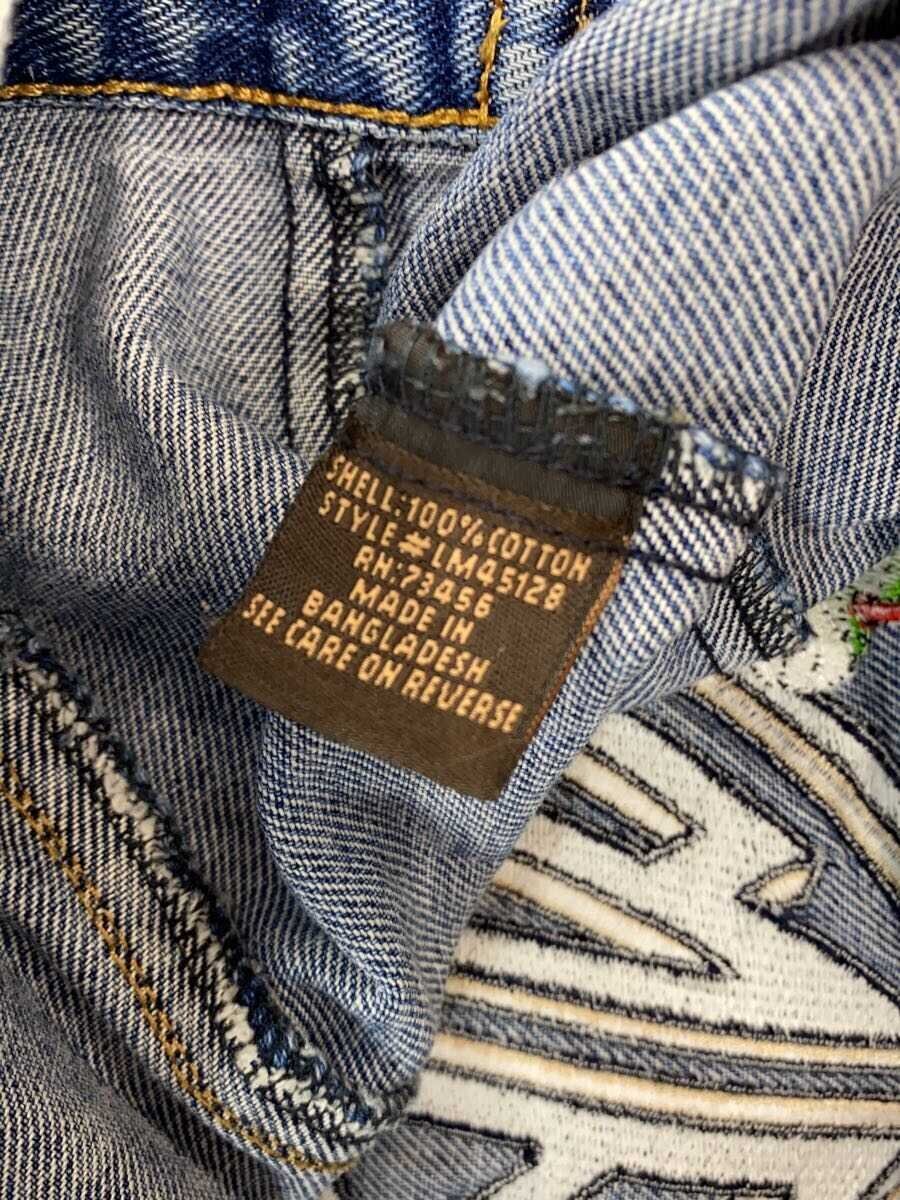 SHELL:100% COTTON
STYLE#LM45128
RN:73456
MADE IN
BANGLADESH
SEE CARE ON REVERSE